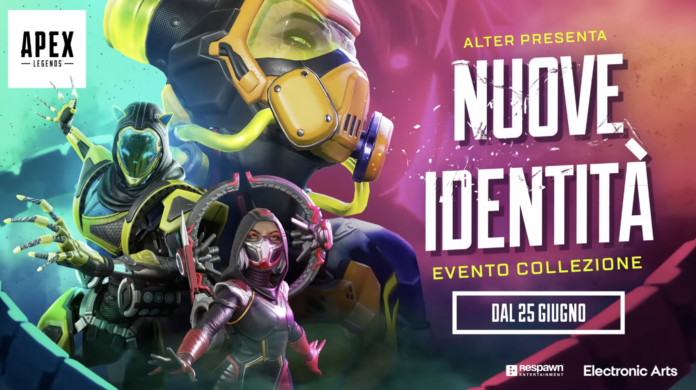 APEX
LEGENDS
ALTER PRESENTA
NUOVE
IDENTITÀ
EVENTO COLLEZIONE
DAL 25 GIUGNO
Respawn
ENTERTAINMENT
Electronic Arts